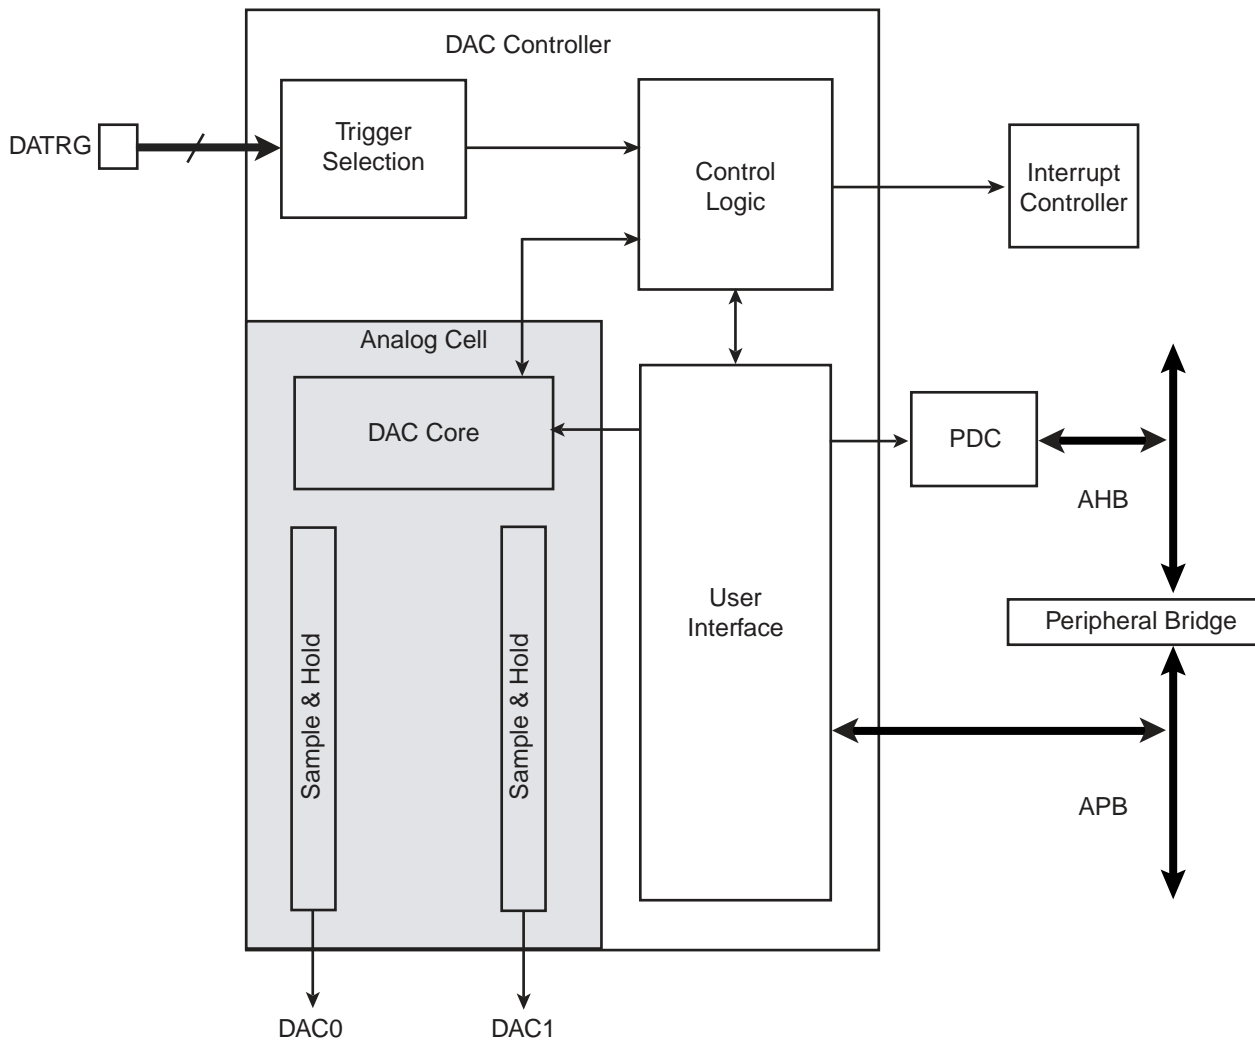 DAC Controller
DATRG
Trigger
Selection
Control
Logic
Interrupt
Controller
Analog Cell
DAC Core
PDC
AHB
User
Interface
Peripheral Bridge
Sample & Hold
Sample & Hold
APB
DAC0
DAC1